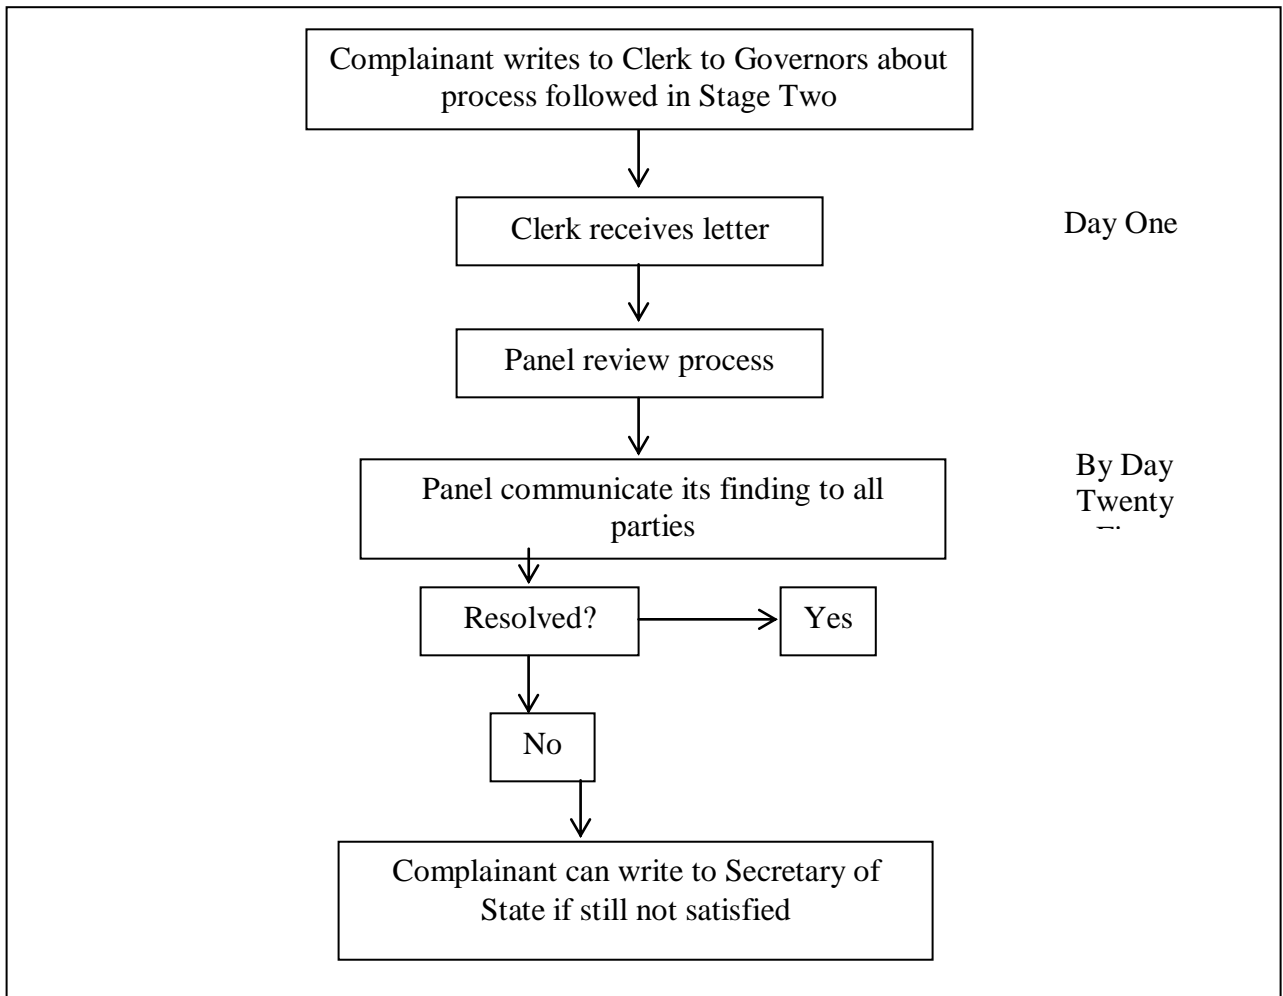 Complainant writes to Clerk to Governors about
process followed in Stage Two
Clerk receives letter
Day One
Panel review process
Panel communicate its finding to all
parties
By Day
Twenty
Resolved?
Yes
No
Complainant can write to Secretary of
State if still not satisfied